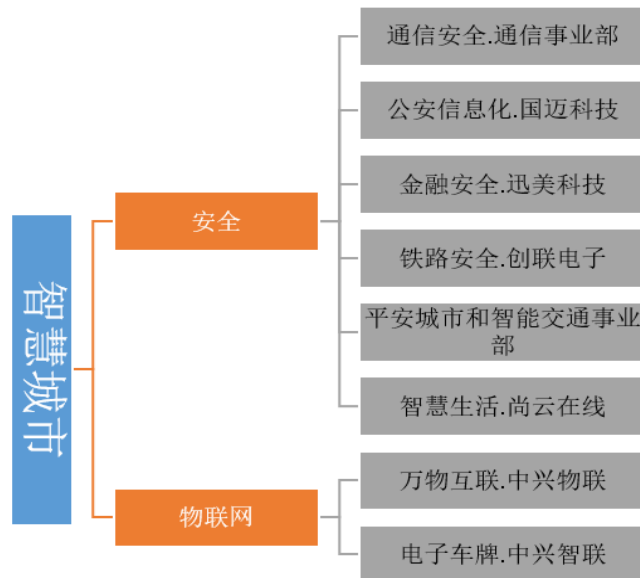 智慧城市
安全
通信安全.通信事业部
公安信息化.国迈科技
金融安全.迅美科技
铁路安全.创联电子
平安城市和智能交通事业
部
智慧生活.尚云在线
物联网
万物互联.中兴物联
电子车牌.中兴智联